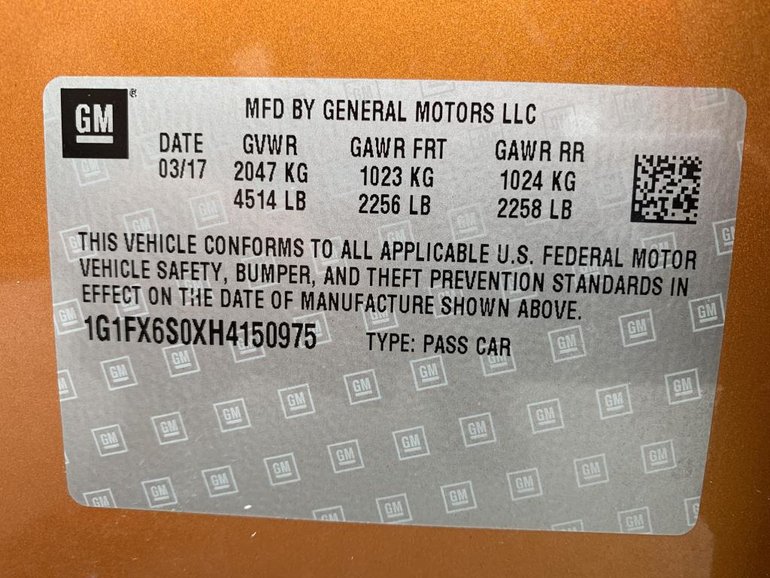 GM
MFD BY GENERAL MOTORS LLC
DATE GVWR GAWR FRT GAWR RR
03/17 2047 KG 1023 KG 1024 KG
4514 LB 2256 LB 2258 LB
THIS VEHICLE CONFORMS TO ALL APPLICABLE U.S. FEDERAL MOTOR
VEHICLE SAFETY, BUMPER, AND THEFT PREVENTION STANDARDS IN
EFFECT ON THE DATE OF MANUFACTURE SHOWN ABOVE.
1G1FX6S0XH4150975 TYPE: PASS CAR